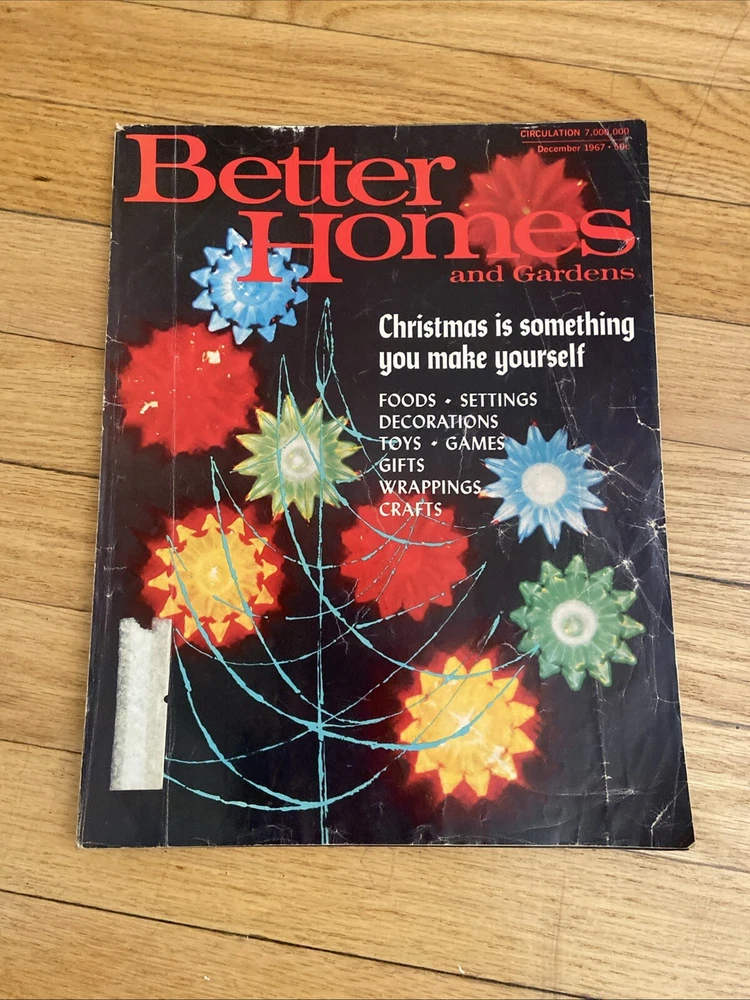 CIRCULATION 7,000,000
December 1967 • 50¢
Better
Homes
and Gardens
Christmas is something
you make yourself
FOODS • SETTINGS
DECORATIONS
TOYS • GAMES
GIFTS
WRAPPINGS
CRAFTS